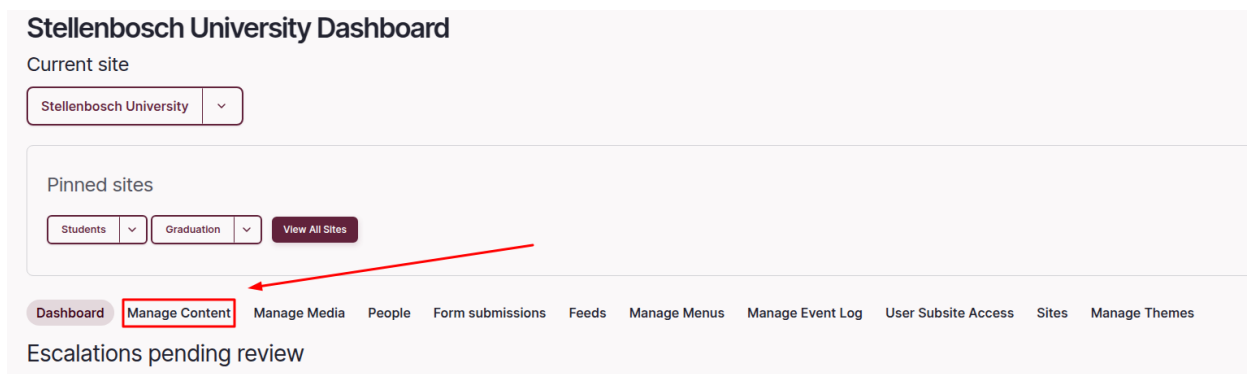 Stellenbosch University Dashboard
Current site
Stellenbosch University
Pinned sites
Students Graduation View All Sites
Dashboard Manage Content Manage Media People Form submissions Feeds Manage Menus Manage Event Log User Subsite Access Sites Manage Themes
Escalations pending review